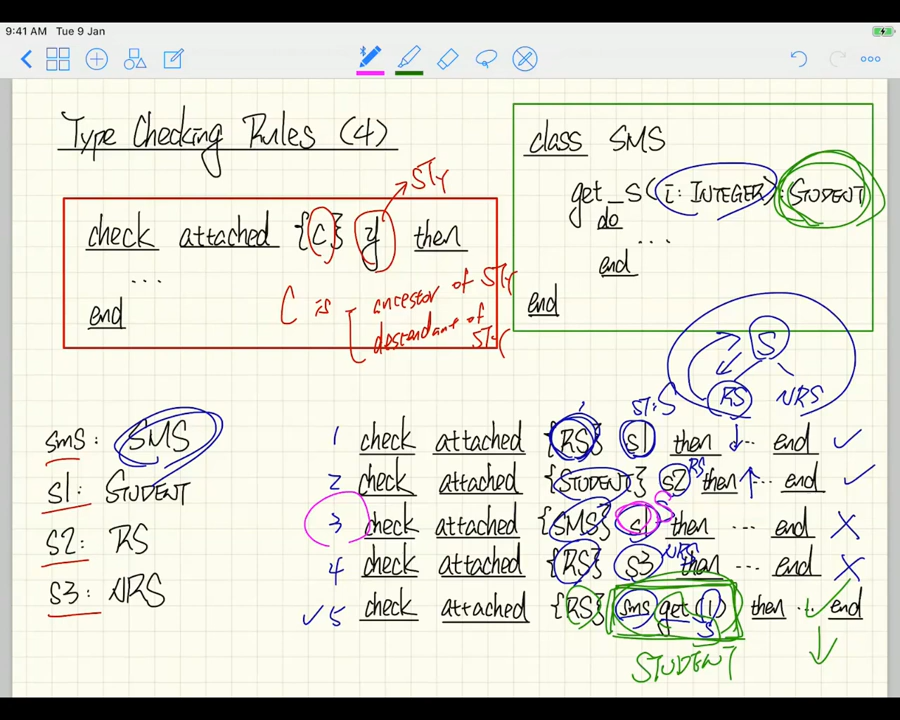 9:41 AM Tue 9 Jan
Type Checking Rules (4)
check attached {C} y then
...
end
STy
C is
ancestor of STy
descendant of STy
class SMS
get_s(i: INTEGER): STUDENT
do
...
end
end
S
RS NRS
sms: SMS
s1: STUDENT
s2: RS
s3: NRS
ST: S
1 check attached {RS} s1 then ... end ✓
2 check attached {STUDENT} s2 RS then ↑ ... end ✓
3 check attached {SMS} s1 S then ... end X
4 check attached {RS} s3 NRS then ... end X
✓ 5 check attached {RS} sms.get_s(1) then ... end ✓
STUDENT ↓